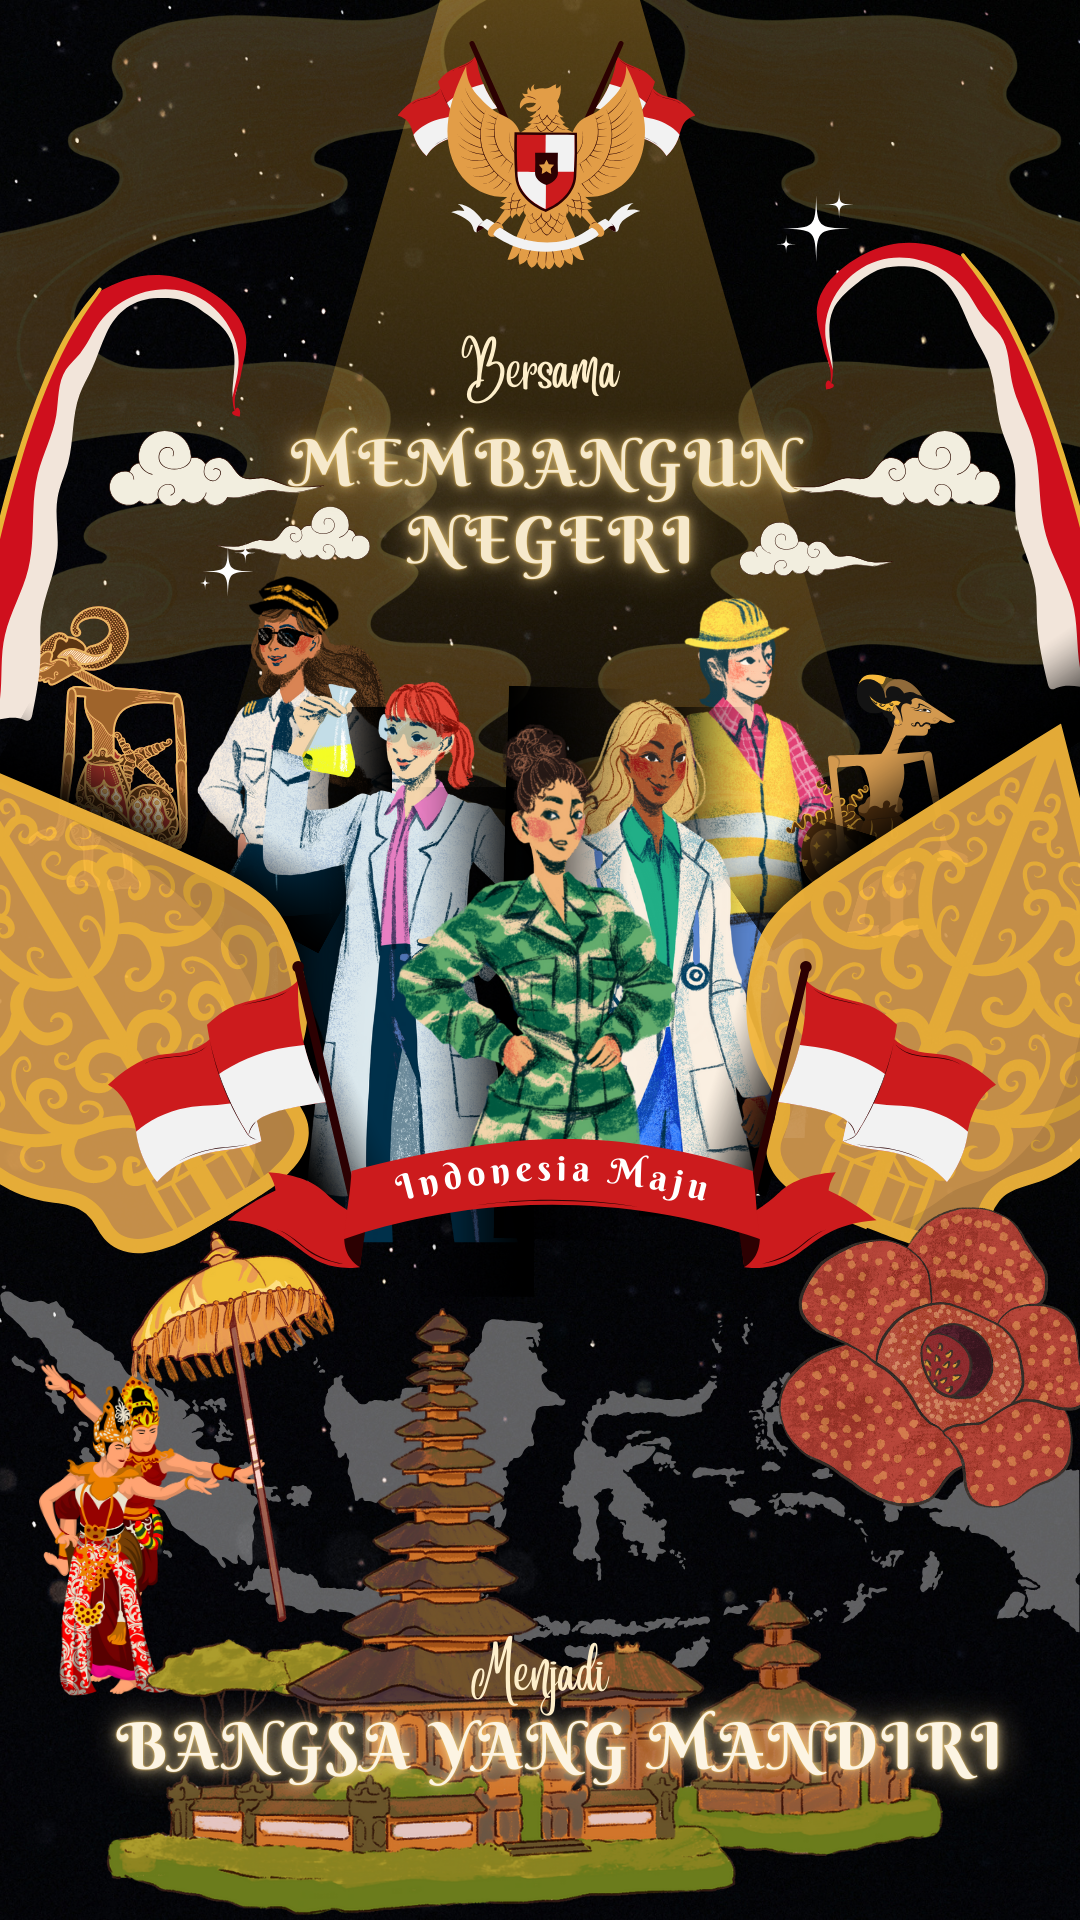 Bersama
MEMBANGUN
NEGERI
Indonesia Maju
Menjadi
BANGSA YANG MANDIRI